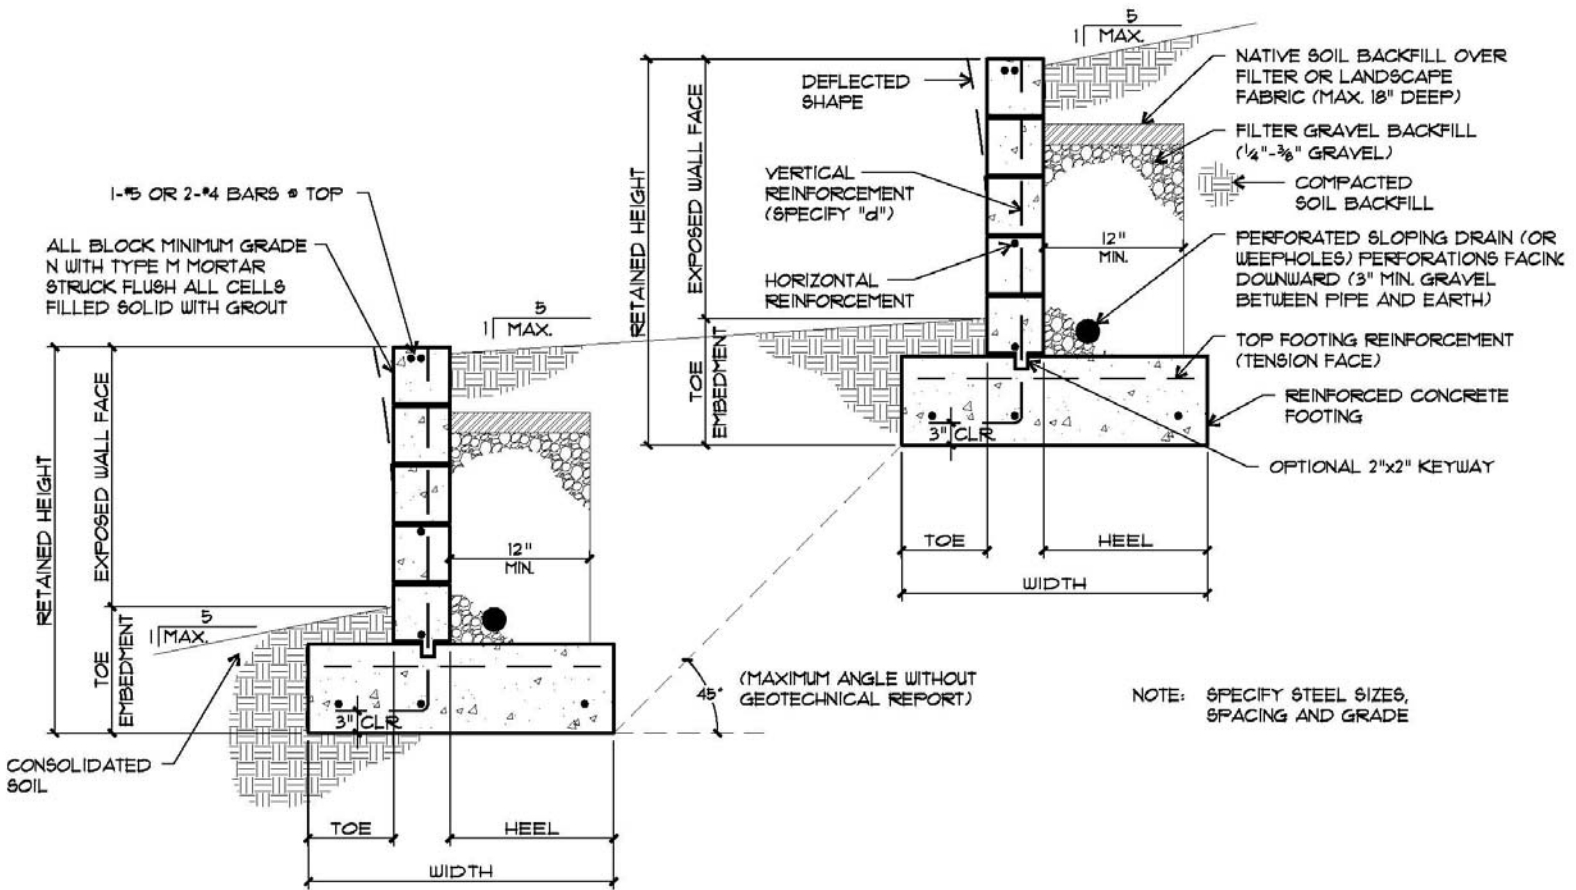 5
1 MAX.
DEFLECTED
SHAPE
NATIVE SOIL BACKFILL OVER
FILTER OR LANDSCAPE
FABRIC (MAX. 18" DEEP)
FILTER GRAVEL BACKFILL
(1/4"-3/8" GRAVEL)
COMPACTED
SOIL BACKFILL
VERTICAL
REINFORCEMENT
(SPECIFY "d")
RETAINED HEIGHT
EXPOSED WALL FACE
12"
MIN.
PERFORATED SLOPING DRAIN (OR
WEEPHOLES) PERFORATIONS FACING
DOWNWARD (3" MIN. GRAVEL
BETWEEN PIPE AND EARTH)
HORIZONTAL
REINFORCEMENT
TOE
EMBEDMENT
TOP FOOTING REINFORCEMENT
(TENSION FACE)
REINFORCED CONCRETE
FOOTING
3" CLR.
OPTIONAL 2"x2" KEYWAY
TOE
HEEL
WIDTH
1-#5 OR 2-#4 BARS @ TOP
ALL BLOCK MINIMUM GRADE
N WITH TYPE M MORTAR
STRUCK FLUSH ALL CELLS
FILLED SOLID WITH GROUT
5
1 MAX.
RETAINED HEIGHT
EXPOSED WALL FACE
12"
MIN.
5
1 MAX.
TOE
EMBEDMENT
3" CLR.
CONSOLIDATED
SOIL
45°
(MAXIMUM ANGLE WITHOUT
GEOTECHNICAL REPORT)
NOTE: SPECIFY STEEL SIZES,
SPACING AND GRADE
TOE
HEEL
WIDTH